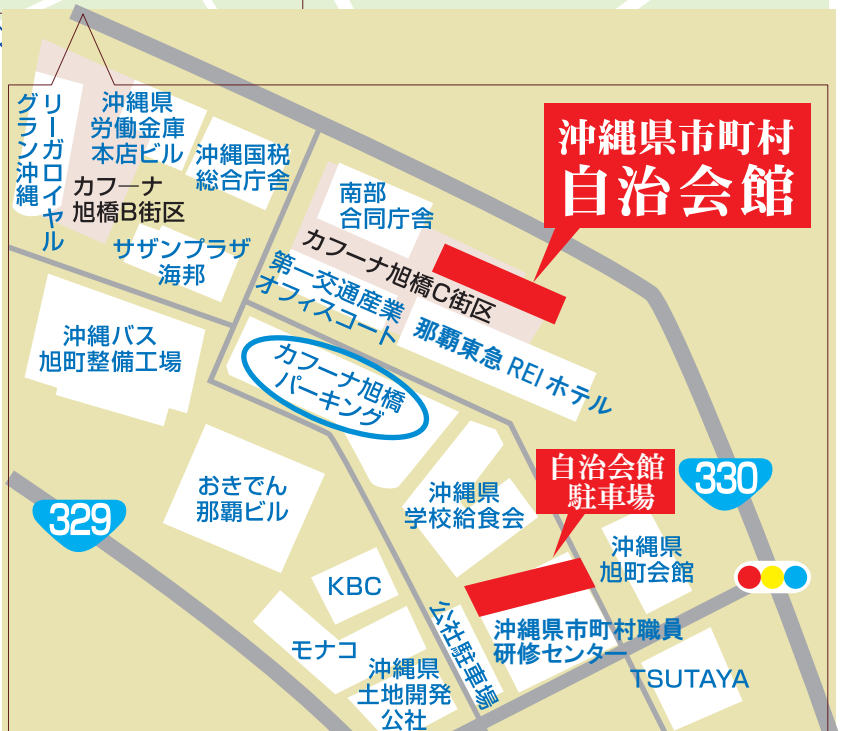 リーガロイヤル
グラン沖縄
沖縄県
労働金庫
本店ビル
カフーナ
旭橋B街区
沖縄国税
総合庁舎
サザンプラザ
海邦
南部
合同庁舎
カフーナ旭橋C街区
第一交通産業
オフィスコート
那覇東急 REI ホテル
沖縄県市町村
自治会館
沖縄バス
旭町整備工場
カフーナ旭橋
パーキング
おきでん
那覇ビル
沖縄県
学校給食会
自治会館
駐車場
330
329
沖縄県
旭町会館
KBC
モナコ
公社駐車場
沖縄県市町村職員
研修センター
沖縄県
土地開発
公社
TSUTAYA